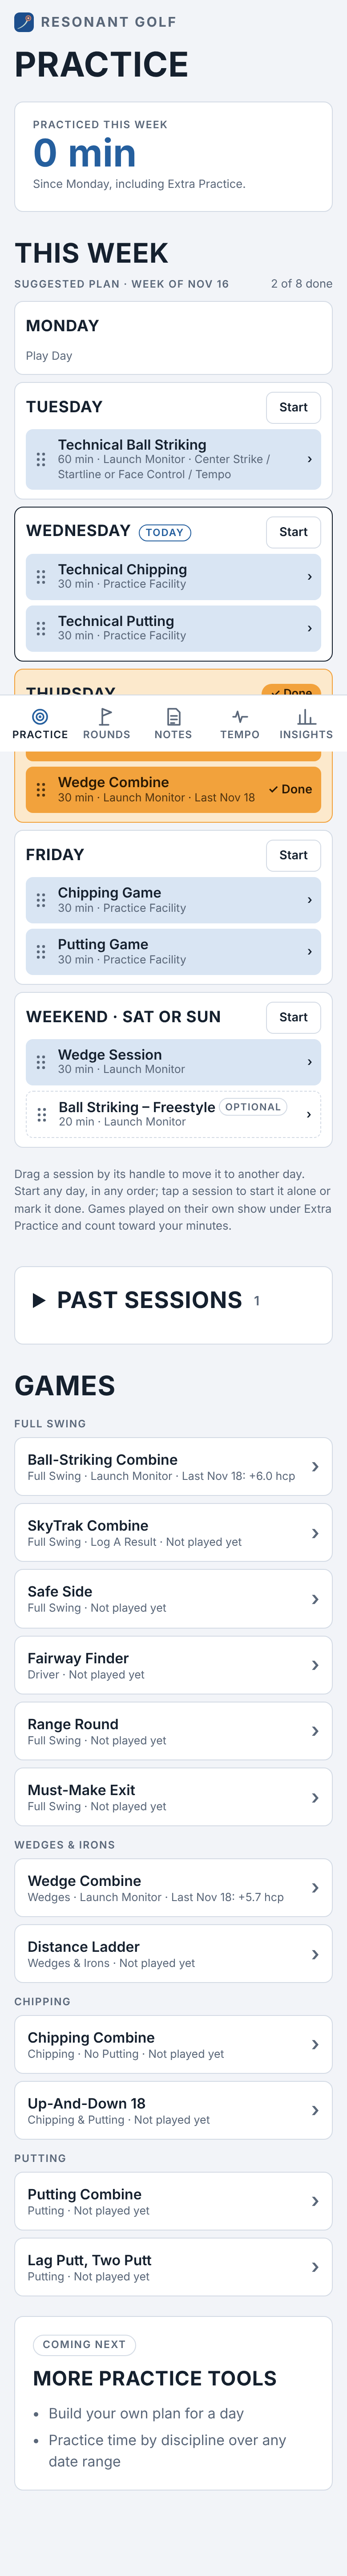 RESONANT GOLF
PRACTICE
PRACTICED THIS WEEK
0 min
Since Monday, including Extra Practice.
THIS WEEK
SUGGESTED PLAN · WEEK OF NOV 16
2 of 8 done
MONDAY
Play Day
TUESDAY
Start
Technical Ball Striking
60 min · Launch Monitor · Center Strike /
Startline or Face Control / Tempo
WEDNESDAY TODAY
Start
Technical Chipping
30 min · Practice Facility
Technical Putting
30 min · Practice Facility
THURSDAY
✓ Done
PRACTICE
ROUNDS
NOTES
TEMPO
INSIGHTS
Wedge Combine
30 min · Launch Monitor · Last Nov 18
✓ Done
FRIDAY
Start
Chipping Game
30 min · Practice Facility
Putting Game
30 min · Practice Facility
WEEKEND · SAT OR SUN
Start
Wedge Session
30 min · Launch Monitor
Ball Striking – Freestyle OPTIONAL
20 min · Launch Monitor
Drag a session by its handle to move it to another day.
Start any day, in any order; tap a session to start it alone or
mark it done. Games played on their own show under Extra
Practice and count toward your minutes.
PAST SESSIONS 1
GAMES
FULL SWING
Ball-Striking Combine
Full Swing · Launch Monitor · Last Nov 18: +6.0 hcp
SkyTrak Combine
Full Swing · Log A Result · Not played yet
Safe Side
Full Swing · Not played yet
Fairway Finder
Driver · Not played yet
Range Round
Full Swing · Not played yet
Must-Make Exit
Full Swing · Not played yet
WEDGES & IRONS
Wedge Combine
Wedges · Launch Monitor · Last Nov 18: +5.7 hcp
Distance Ladder
Wedges & Irons · Not played yet
CHIPPING
Chipping Combine
Chipping · No Putting · Not played yet
Up-And-Down 18
Chipping & Putting · Not played yet
PUTTING
Putting Combine
Putting · Not played yet
Lag Putt, Two Putt
Putting · Not played yet
COMING NEXT
MORE PRACTICE TOOLS
• Build your own plan for a day
• Practice time by discipline over any
date range